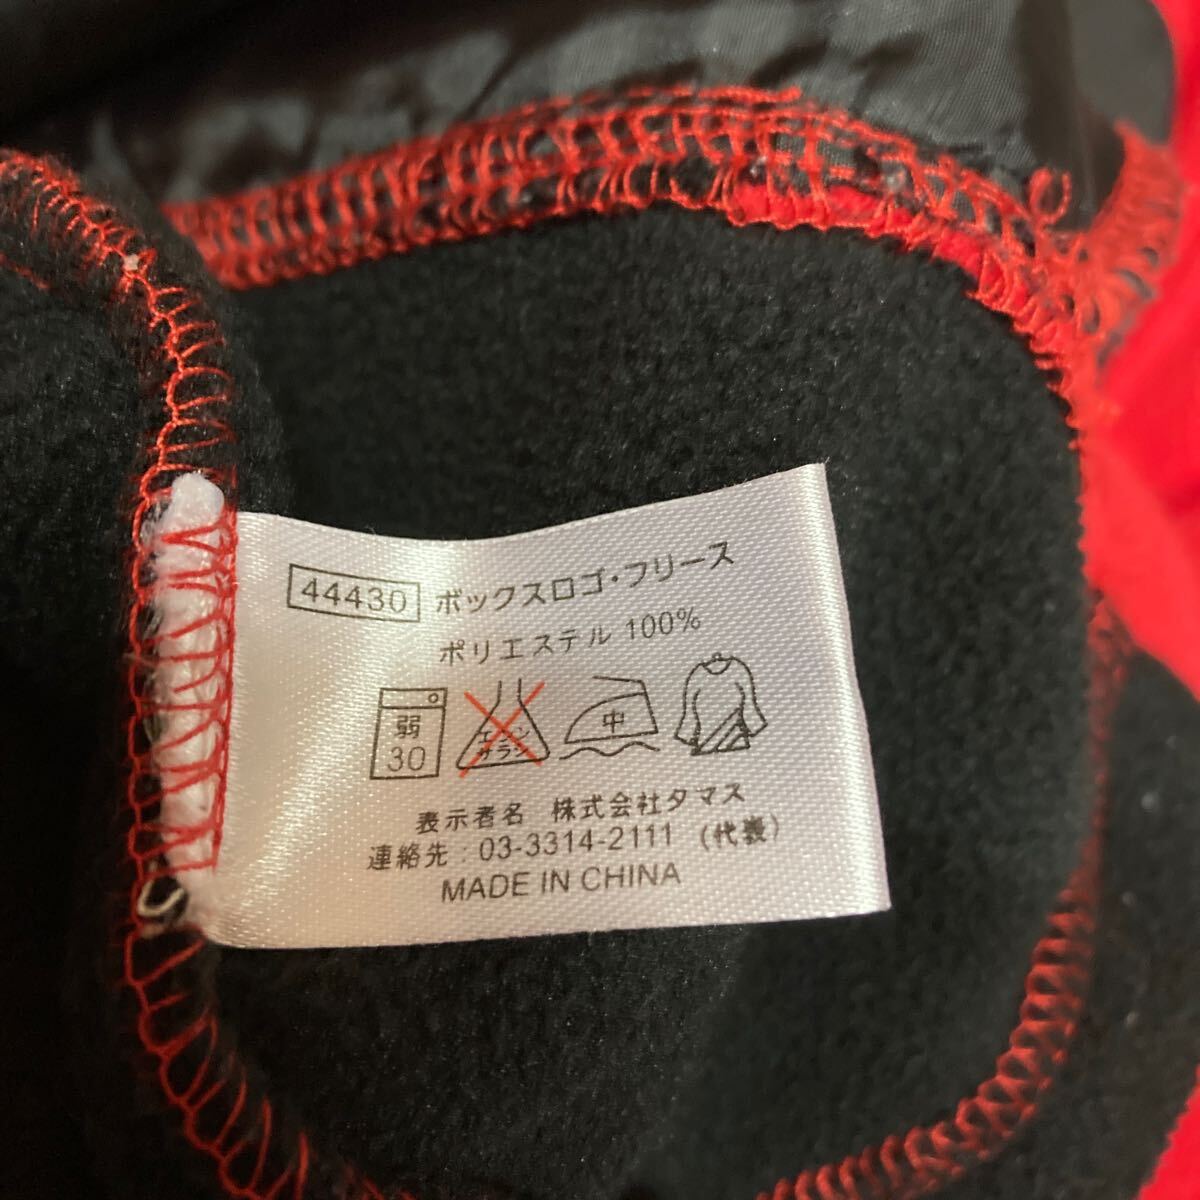 44430 ボックスロゴ・フリース
ポリエステル 100%
弱
30
エンソ
サラシ
中
表示者名 株式会社タマス
連絡先 : 03-3314-2111 (代表)
MADE IN CHINA